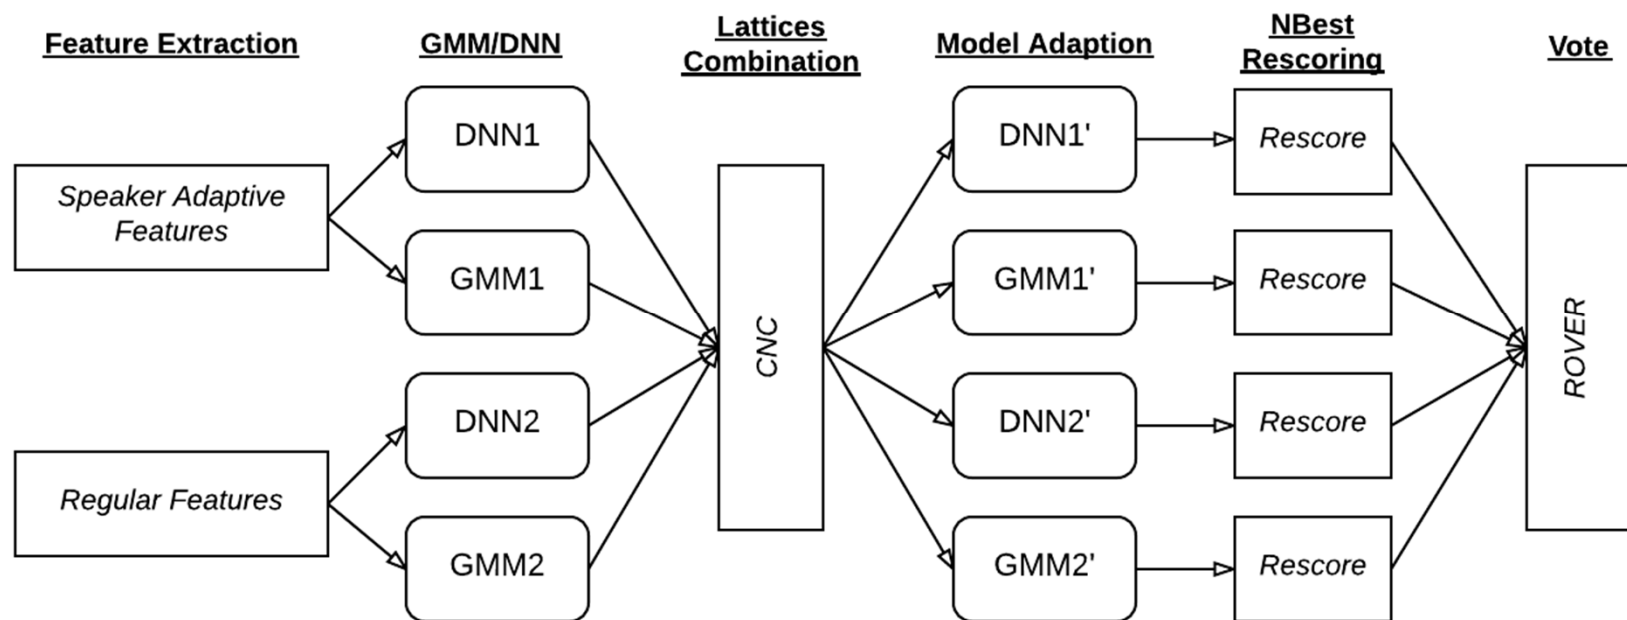 Feature Extraction
GMM/DNN
Lattices
Combination
Model Adaption
NBest
Rescoring
Vote
Speaker Adaptive
Features
Regular Features
DNN1
GMM1
DNN2
GMM2
CNC
DNN1'
GMM1'
DNN2'
GMM2'
Rescore
Rescore
Rescore
Rescore
ROVER